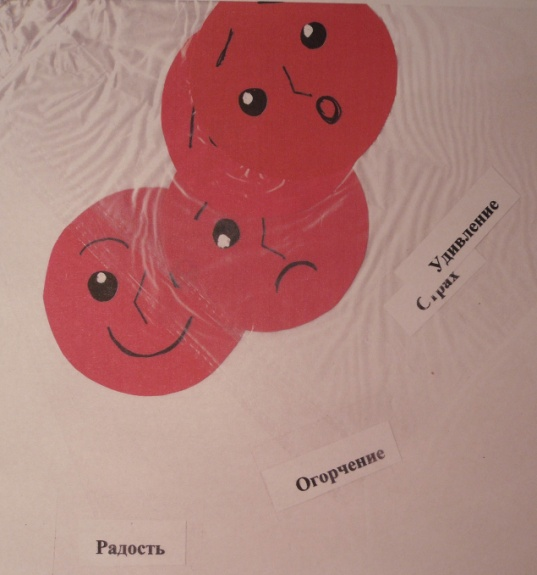 Удивление
Страх
Огорчение
Радость